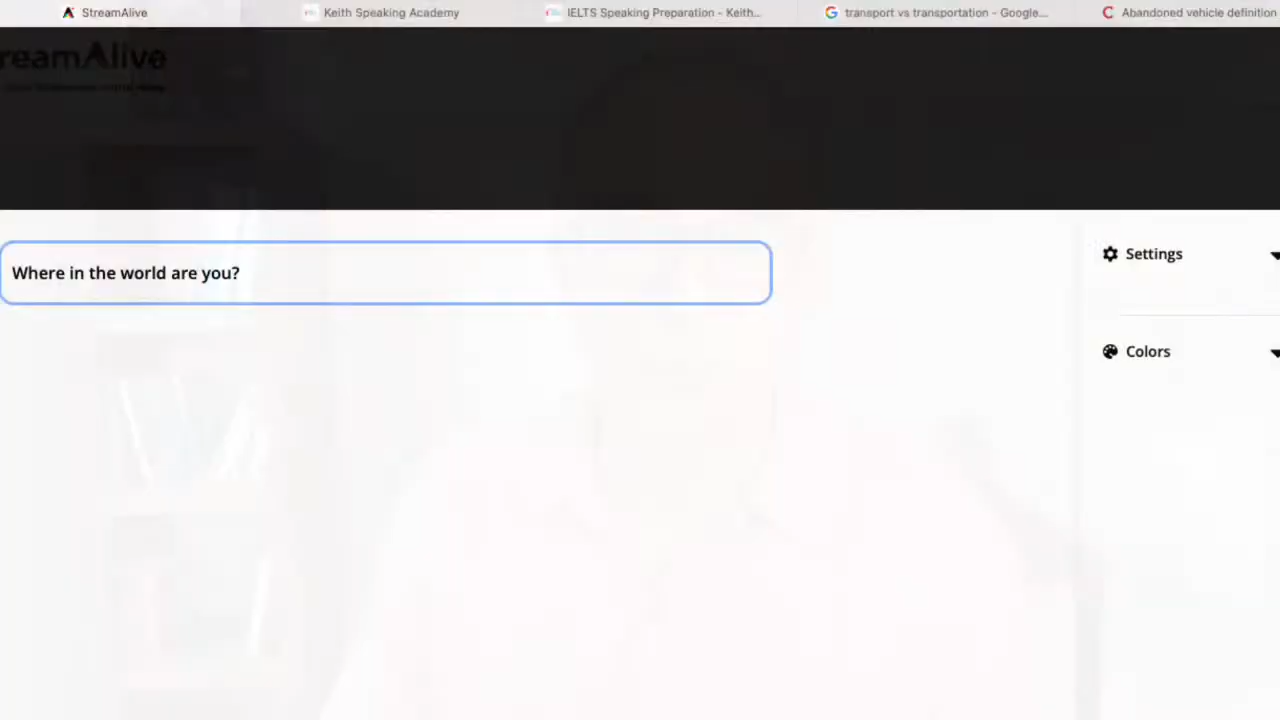 StreamAlive
Keith Speaking Academy
IELTS Speaking Preparation - Keith...
transport vs transportation - Google...
Abandoned vehicle definition
reamAlive
Where in the world are you?
Settings
Colors